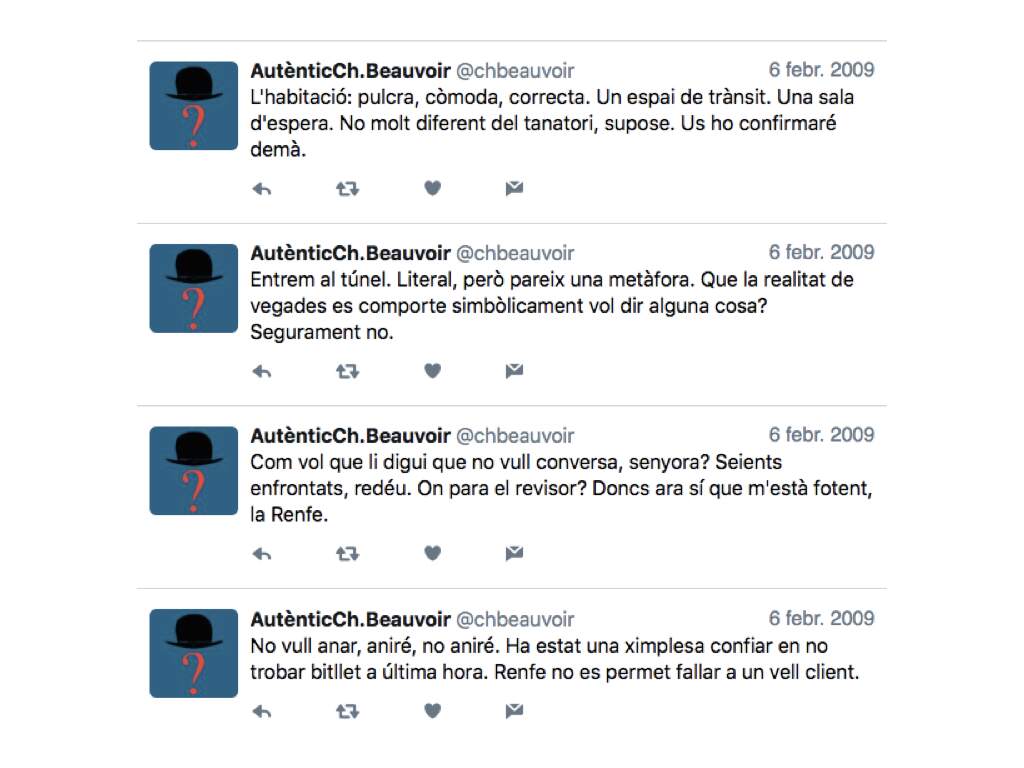 AutènticCh.Beauvoir @chbeauvoir 6 febr. 2009
L'habitació: pulcra, còmoda, correcta. Un espai de trànsit. Una sala
d'espera. No molt diferent del tanatori, supose. Us ho confirmaré
demà.
AutènticCh.Beauvoir @chbeauvoir 6 febr. 2009
Entrem al túnel. Literal, però pareix una metàfora. Que la realitat de
vegades es comporte simbòlicament vol dir alguna cosa?
Segurament no.
AutènticCh.Beauvoir @chbeauvoir 6 febr. 2009
Com vol que li digui que no vull conversa, senyora? Seients
enfrontats, redéu. On para el revisor? Doncs ara sí que m'està fotent,
la Renfe.
AutènticCh.Beauvoir @chbeauvoir 6 febr. 2009
No vull anar, aniré, no aniré. Ha estat una ximplesa confiar en no
trobar bitllet a última hora. Renfe no es permet fallar a un vell client.